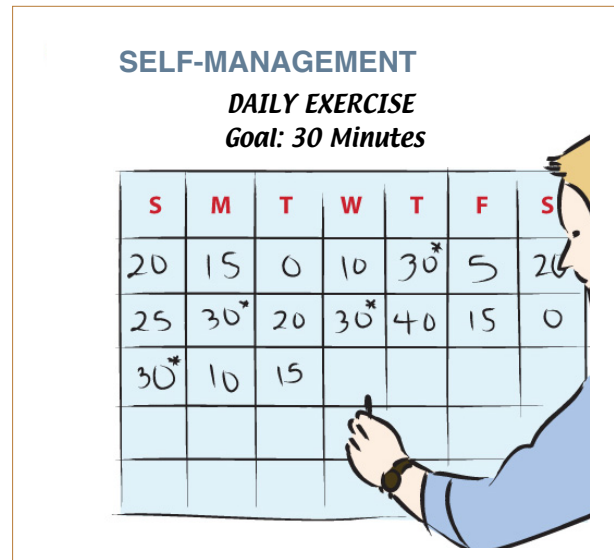 SELF-MANAGEMENT
DAILY EXERCISE
Goal: 30 Minutes
S M T W T F S
20 15 0 10 30* 5 20
25 30* 20 30* 40 15 0
30* 10 15